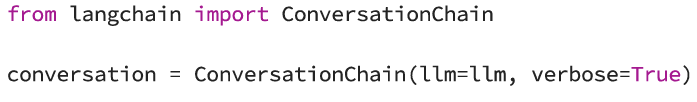 from langchain import ConversationChain
conversation = ConversationChain(llm=llm, verbose=True)